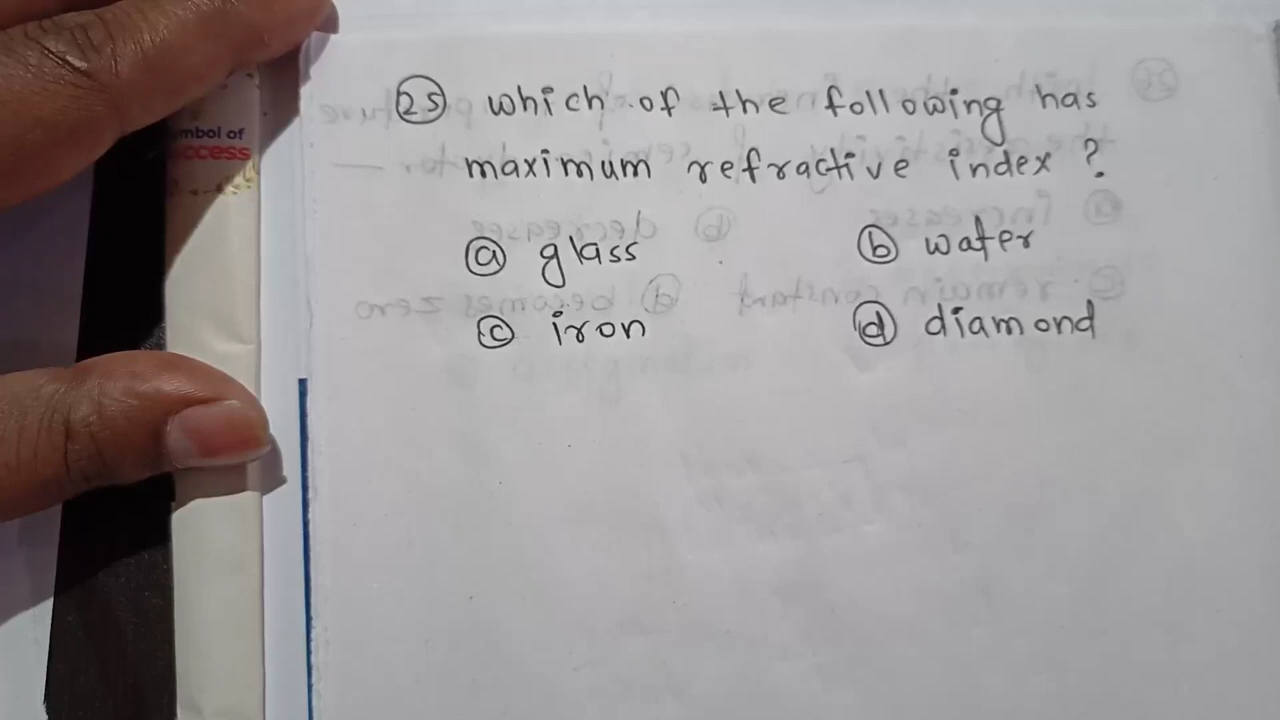 mbol of
ccess
25 which of the following has
maximum refractive index ?
a glass b water
c iron d diamond